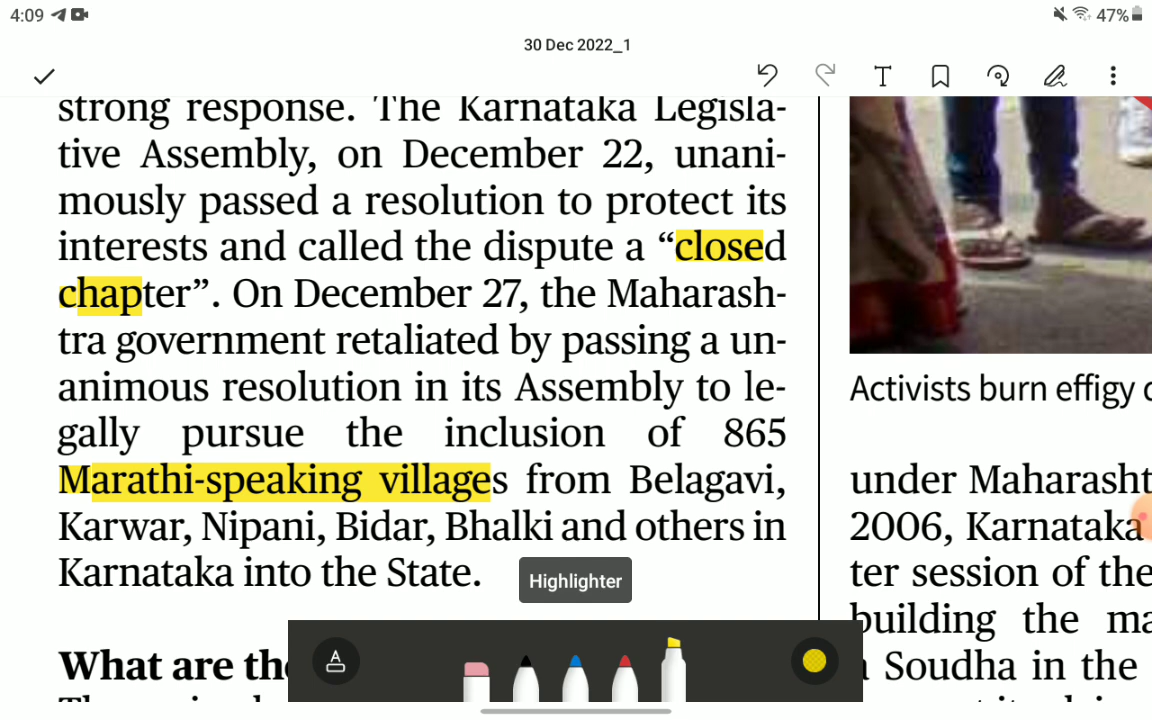 4:09
47%
30 Dec 2022_1
T
strong response. The Karnataka Legisla-
tive Assembly, on December 22, unani-
mously passed a resolution to protect its
interests and called the dispute a “closed
chapter”. On December 27, the Maharash-
tra government retaliated by passing a un-
animous resolution in its Assembly to le-
gally pursue the inclusion of 865
Marathi-speaking villages from Belagavi,
Karwar, Nipani, Bidar, Bhalki and others in
Karnataka into the State.
What are
Activists burn effigy
under Maharasht
2006, Karnataka
ter session of the
building the
Soudha in the
Highlighter
A